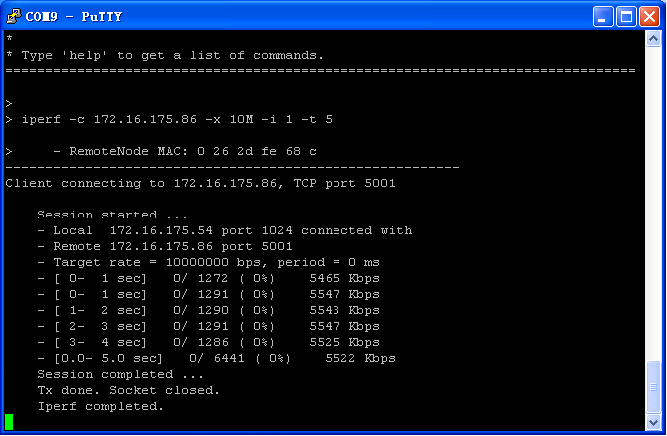 COM9 - PuTTY
*
* Type 'help' to get a list of commands.
================================================================================
>
> iperf -c 172.16.175.86 -x 10M -i 1 -t 5
>     - RemoteNode MAC: 0 26 2d fe 68 c
----------------------------------------------------------
Client connecting to 172.16.175.86, TCP port 5001
    Session started ...
    - Local  172.16.175.54 port 1024 connected with
    - Remote 172.16.175.86 port 5001
    - Target rate = 10000000 bps, period = 0 ms
    - [ 0-  1 sec]   0/ 1272 ( 0%)    5465 Kbps
    - [ 0-  1 sec]   0/ 1291 ( 0%)    5547 Kbps
    - [ 1-  2 sec]   0/ 1290 ( 0%)    5543 Kbps
    - [ 2-  3 sec]   0/ 1291 ( 0%)    5547 Kbps
    - [ 3-  4 sec]   0/ 1286 ( 0%)    5525 Kbps
    - [0.0- 5.0 sec]   0/ 6441 ( 0%)     5522 Kbps
    Session completed ...
    Tx done. Socket closed.
    Iperf completed.